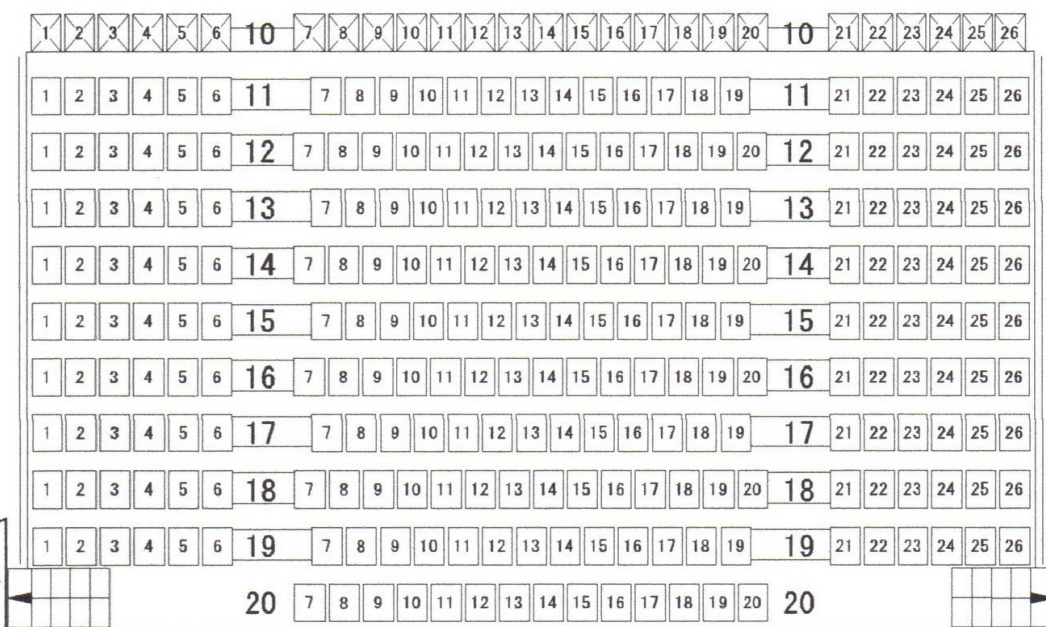 1 2 3 4 5 6 10 7 8 9 10 11 12 13 14 15 16 17 18 19 20 10 21 22 23 24 25 26
1 2 3 4 5 6 11 7 8 9 10 11 12 13 14 15 16 17 18 19 11 21 22 23 24 25 26
1 2 3 4 5 6 12 7 8 9 10 11 12 13 14 15 16 17 18 19 20 12 21 22 23 24 25 26
1 2 3 4 5 6 13 7 8 9 10 11 12 13 14 15 16 17 18 19 13 21 22 23 24 25 26
1 2 3 4 5 6 14 7 8 9 10 11 12 13 14 15 16 17 18 19 20 14 21 22 23 24 25 26
1 2 3 4 5 6 15 7 8 9 10 11 12 13 14 15 16 17 18 19 15 21 22 23 24 25 26
1 2 3 4 5 6 16 7 8 9 10 11 12 13 14 15 16 17 18 19 20 16 21 22 23 24 25 26
1 2 3 4 5 6 17 7 8 9 10 11 12 13 14 15 16 17 18 19 17 21 22 23 24 25 26
1 2 3 4 5 6 18 7 8 9 10 11 12 13 14 15 16 17 18 19 20 18 21 22 23 24 25 26
1 2 3 4 5 6 19 7 8 9 10 11 12 13 14 15 16 17 18 19 19 21 22 23 24 25 26
20 7 8 9 10 11 12 13 14 15 16 17 18 19 20 20